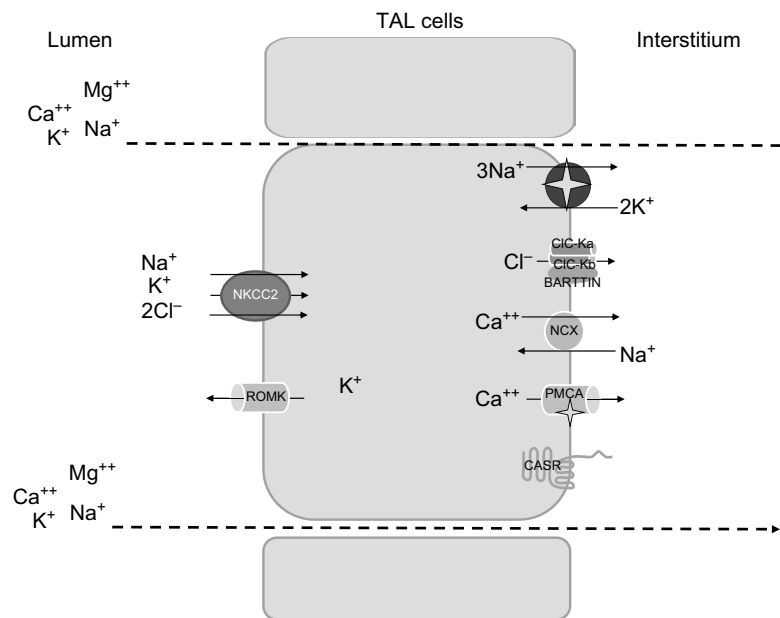 TAL cells
Lumen
Interstitium
Mg⁺⁺
Ca⁺⁺
K⁺ Na⁺
3Na⁺
2K⁺
ClC-Ka
Cl⁻
ClC-Kb
BARTTIN
Na⁺
K⁺
2Cl⁻
NKCC2
Ca⁺⁺
NCX
Na⁺
K⁺
ROMK
Ca⁺⁺
PMCA
CASR
Mg⁺⁺
Ca⁺⁺
K⁺ Na⁺